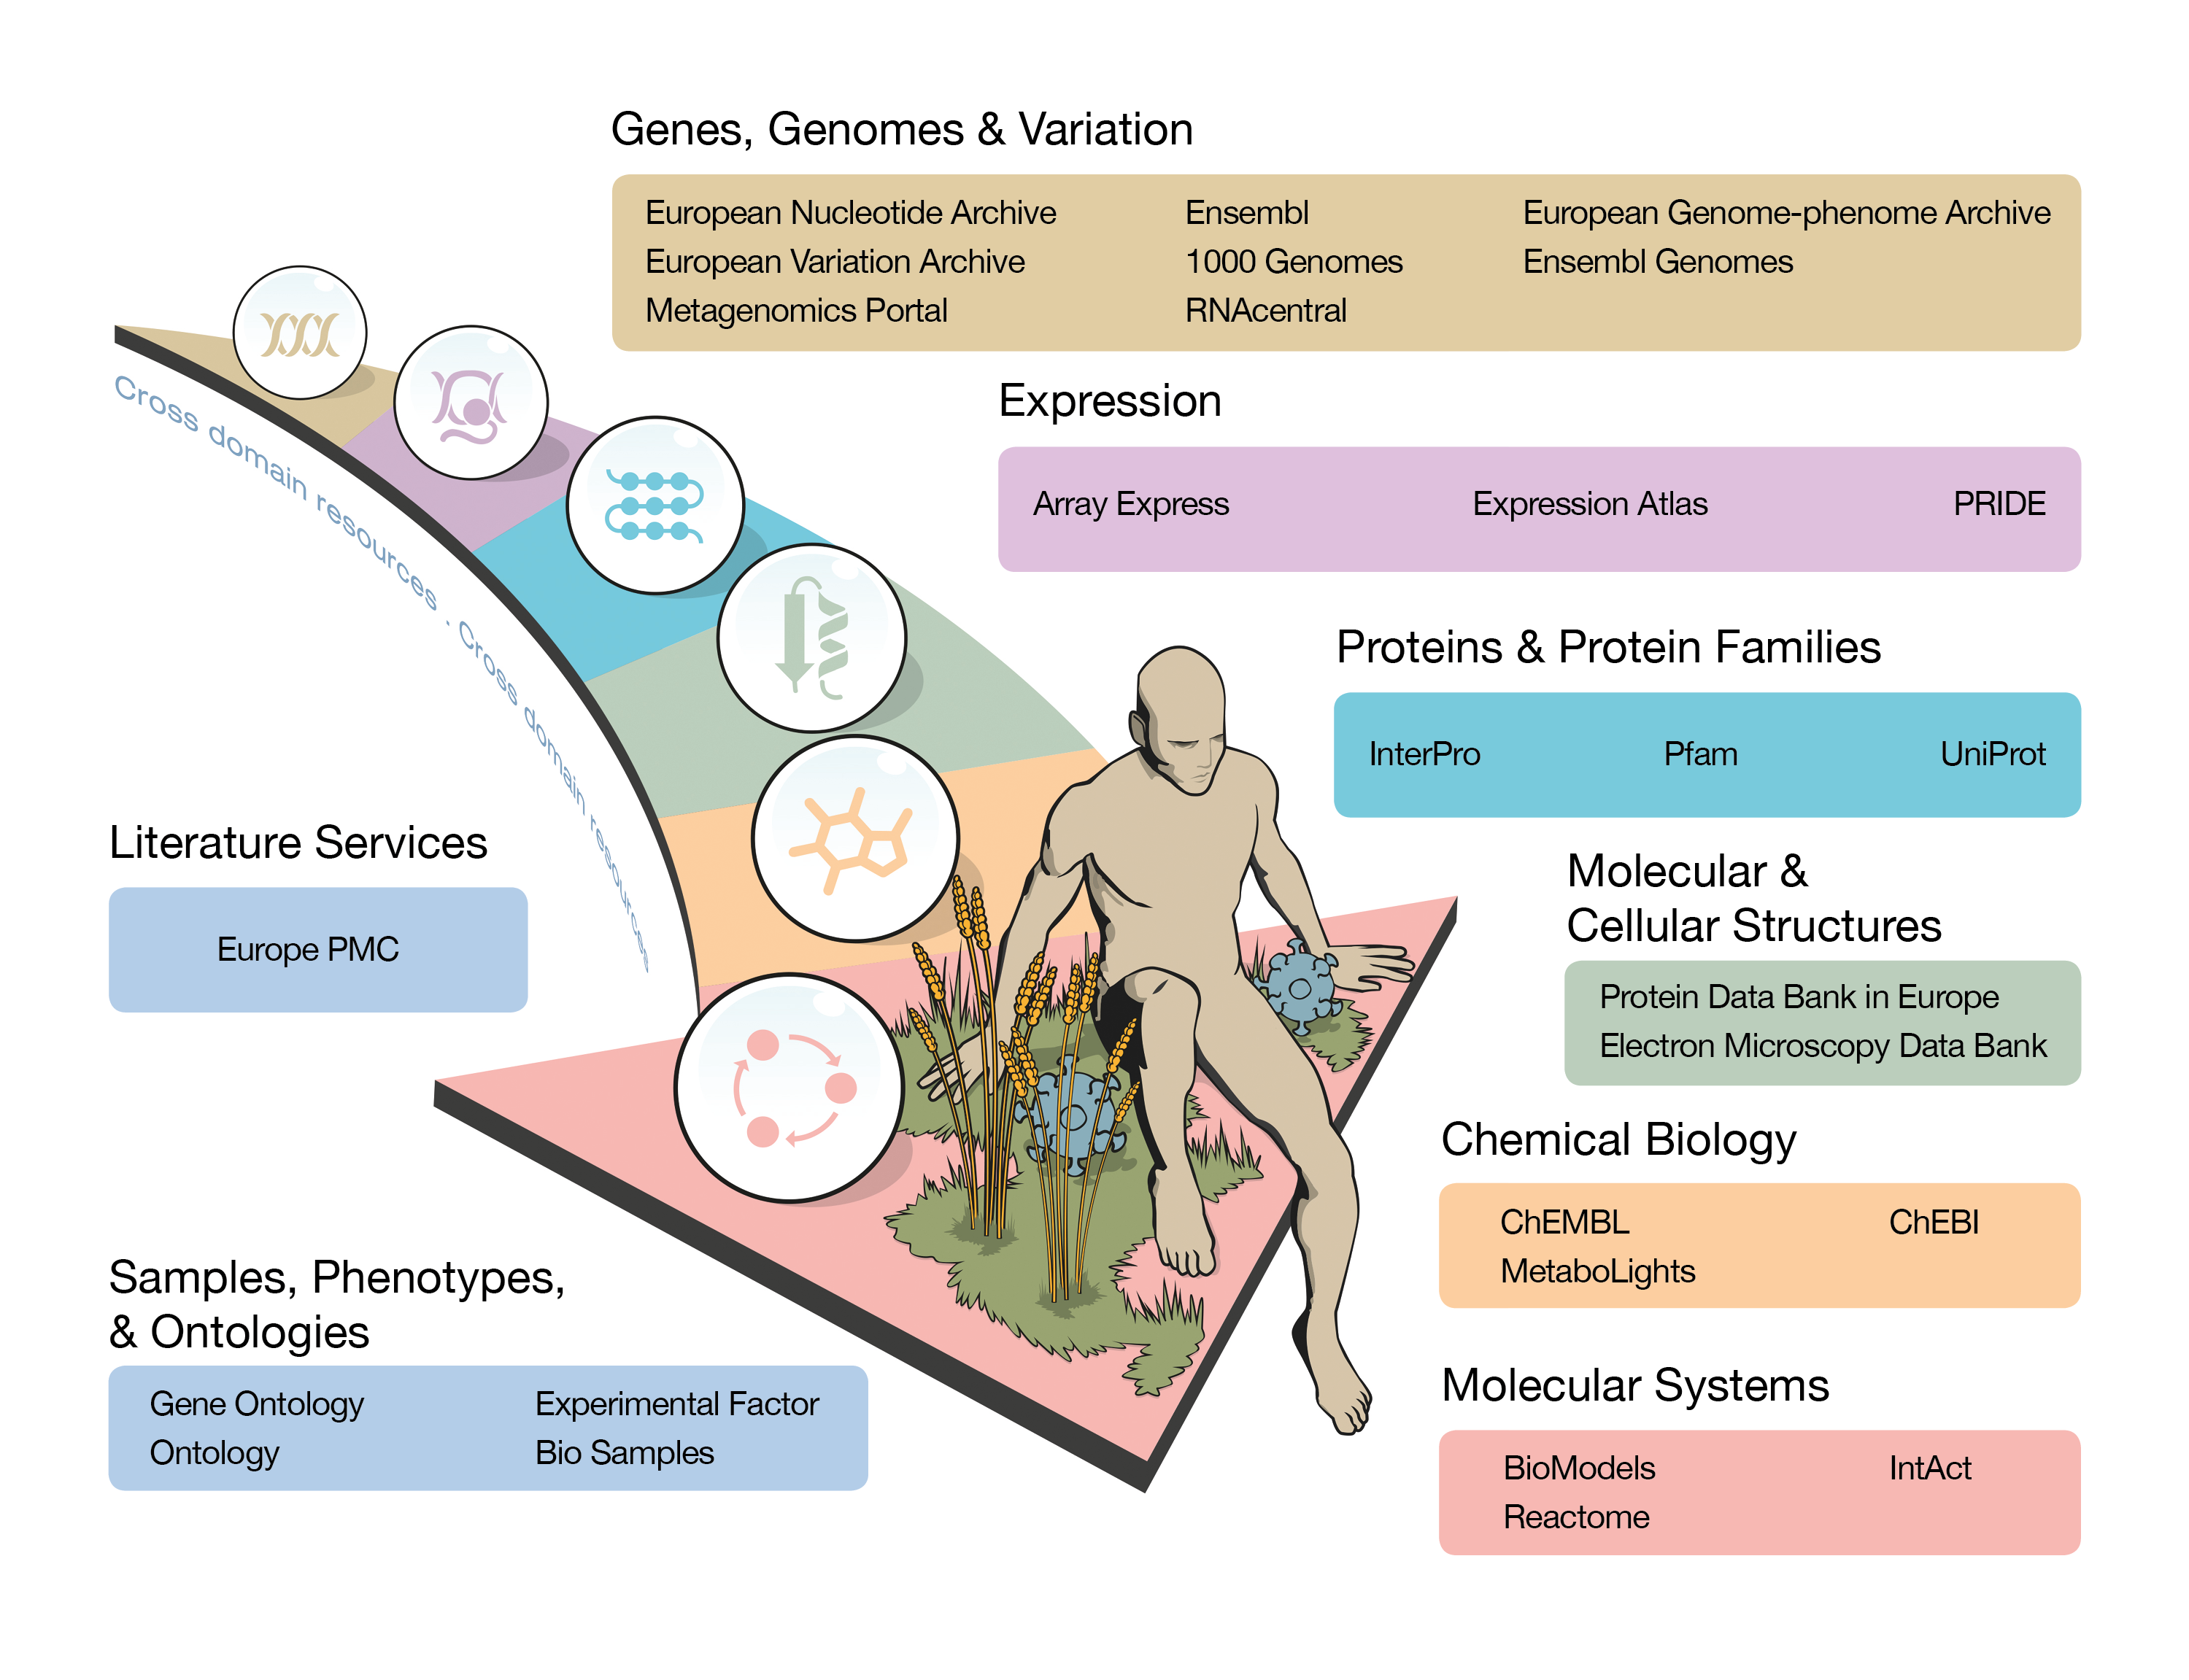 Genes, Genomes & Variation
European Nucleotide Archive
Ensembl
European Genome-phenome Archive
European Variation Archive
1000 Genomes
Ensembl Genomes
Metagenomics Portal
RNAcentral
Cross domain resources · Cross domain resources
Expression
Array Express
Expression Atlas
PRIDE
Proteins & Protein Families
InterPro
Pfam
UniProt
Literature Services
Europe PMC
Molecular &
Cellular Structures
Protein Data Bank in Europe
Electron Microscopy Data Bank
Chemical Biology
ChEMBL
ChEBI
MetaboLights
Samples, Phenotypes,
& Ontologies
Gene Ontology
Experimental Factor
Ontology
Bio Samples
Molecular Systems
BioModels
IntAct
Reactome